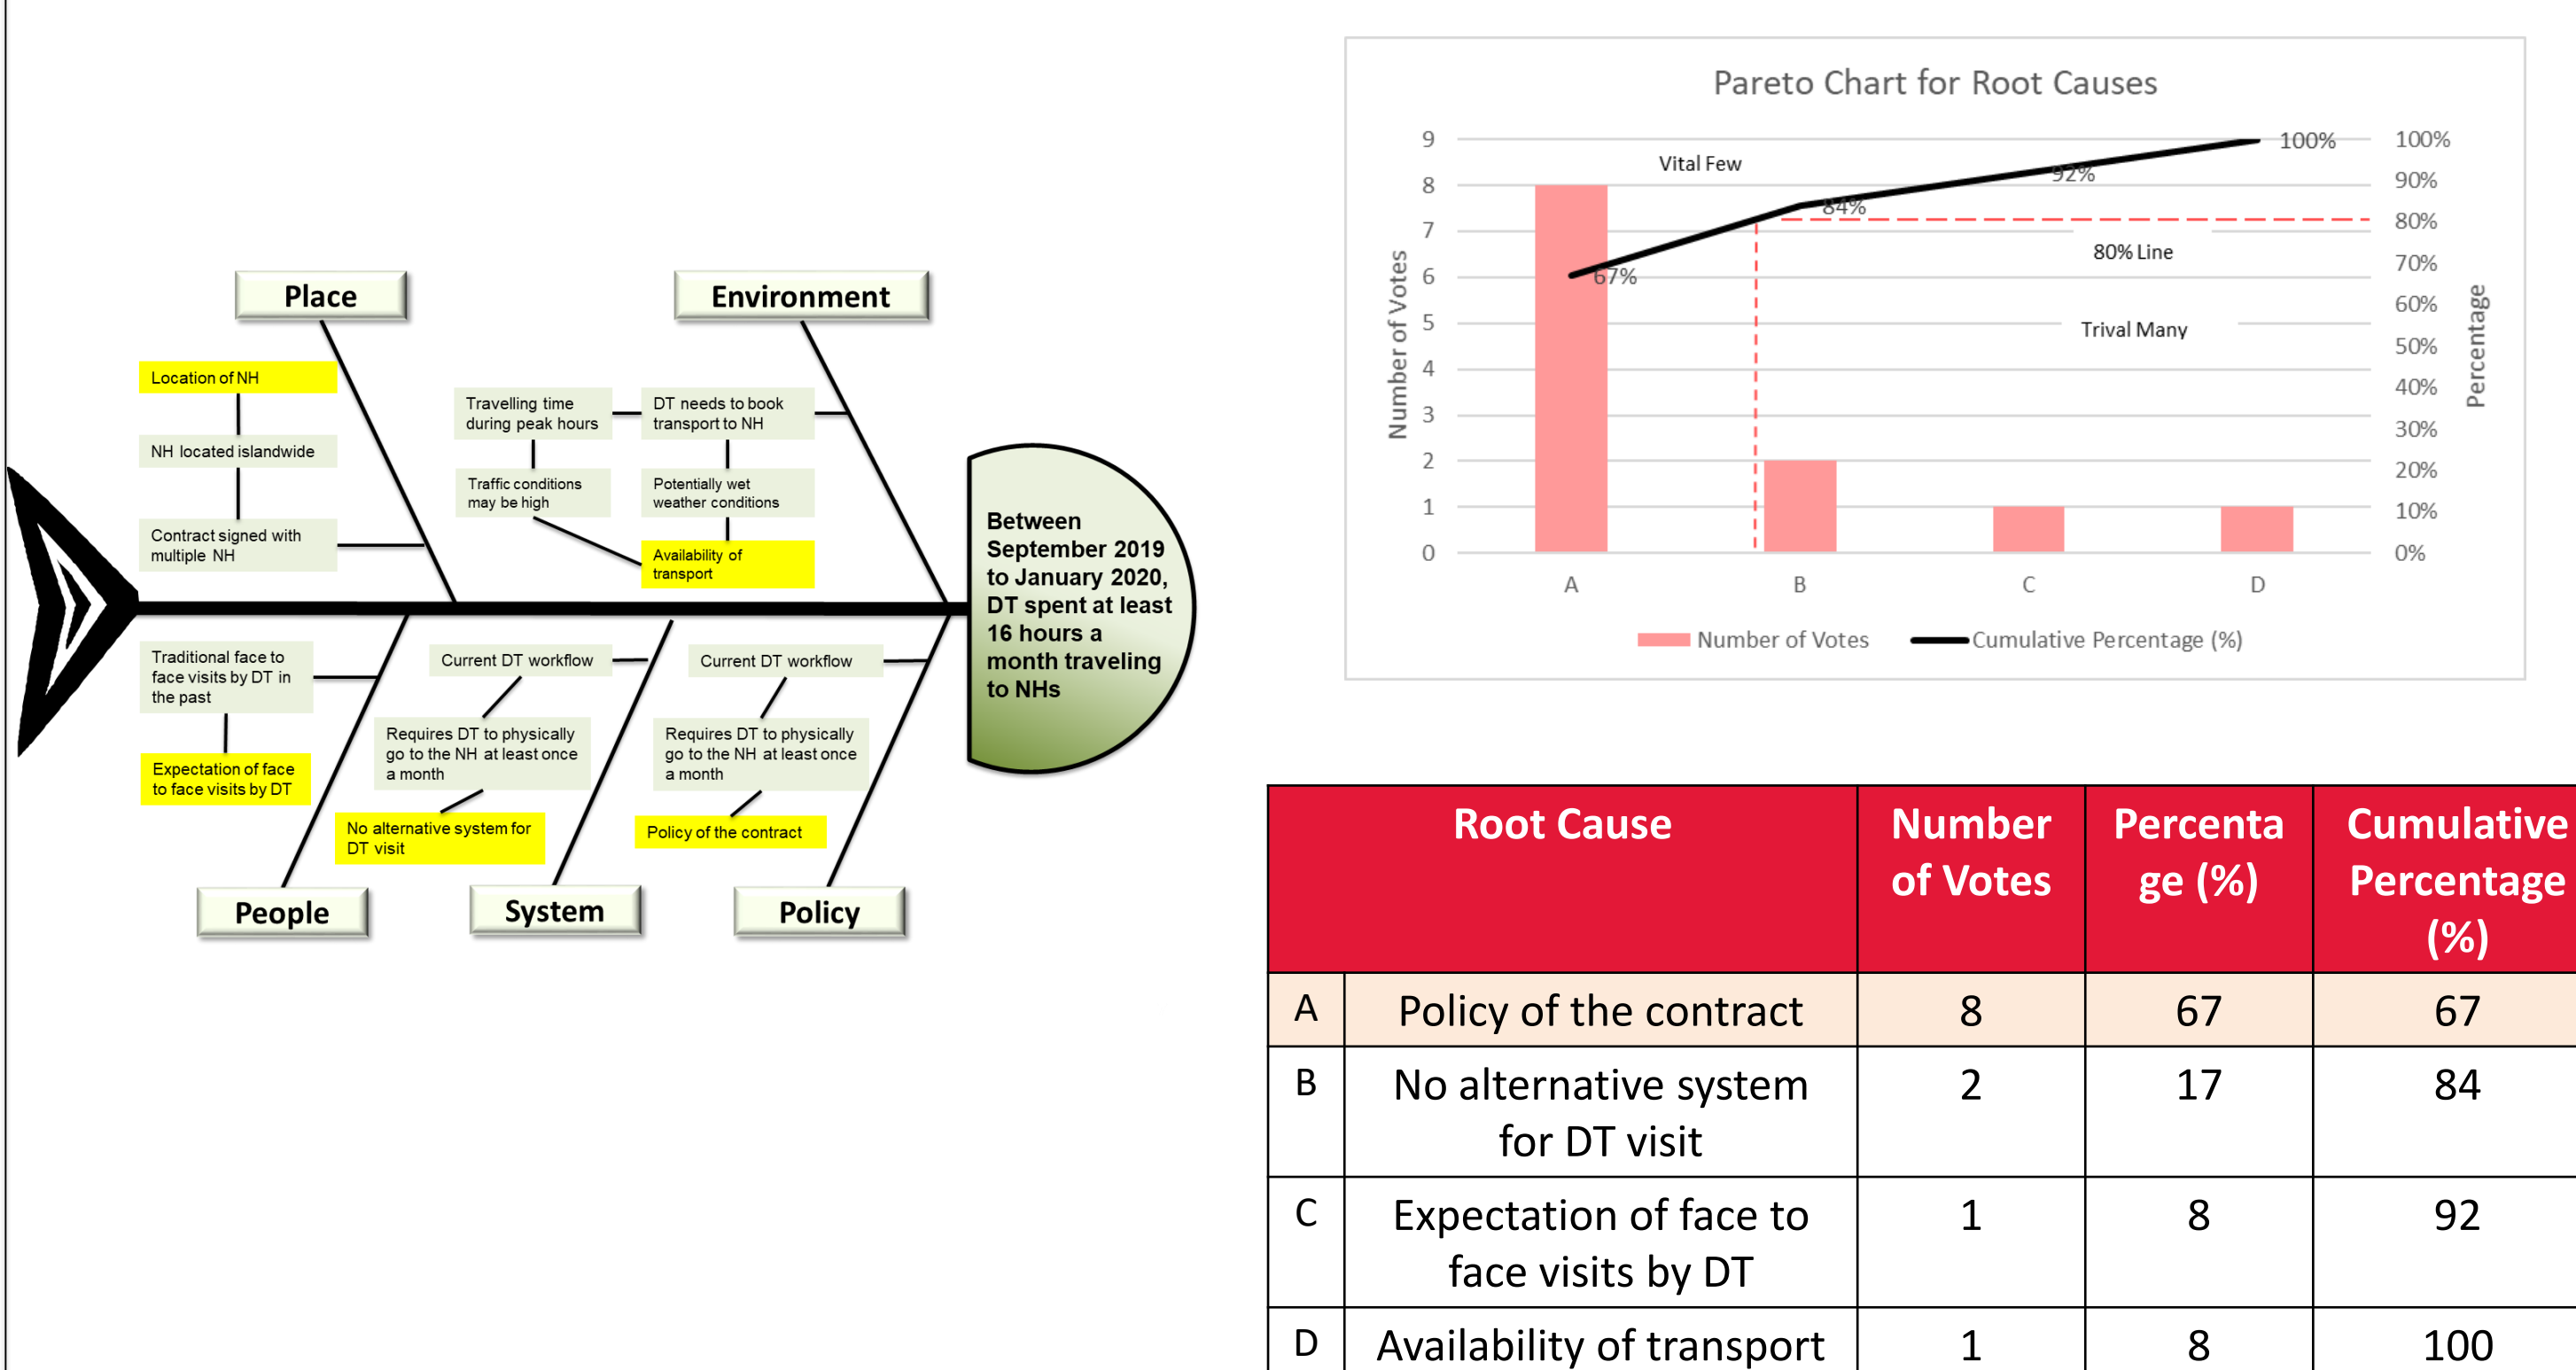 Place
Environment
Location of NH
NH located islandwide
Contract signed with
multiple NH
Travelling time
during peak hours
DT needs to book
transport to NH
Traffic conditions
may be high
Potentially wet
weather conditions
Availability of
transport
Between
September 2019
to January 2020,
DT spent at least
16 hours a
month traveling
to NHs
Traditional face to
face visits by DT in
the past
Expectation of face
to face visits by DT
Current DT workflow
Requires DT to physically
go to the NH at least once
a month
No alternative system for
DT visit
Current DT workflow
Requires DT to physically
go to the NH at least once
a month
Policy of the contract
People
System
Policy
Pareto Chart for Root Causes
Number of Votes
9
8
7
6
5
4
3
2
1
0
Vital Few
67%
84%
92%
100%
80% Line
Trival Many
100%
90%
80%
70%
60%
50%
40%
30%
20%
10%
0%
Percentage
A B C D
Number of Votes Cumulative Percentage (%)
Root Cause
Number
of Votes
Percenta
ge (%)
Cumulative
Percentage
(%)
A Policy of the contract 8 67 67
B No alternative system 2 17 84
for DT visit
C Expectation of face to 1 8 92
face visits by DT
D Availability of transport 1 8 100